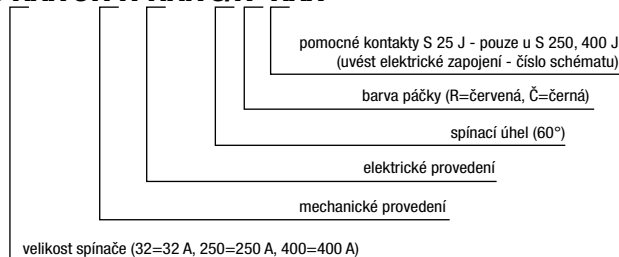 pomocné kontakty S 25 J - pouze u S 250, 400 J
(uvést elektrické zapojení - číslo schématu)
barva páčky (R=červená, Č=černá)
spínací úhel (60°)
elektrické provedení
mechanické provedení
velikost spínače (32=32 A, 250=250 A, 400=400 A)